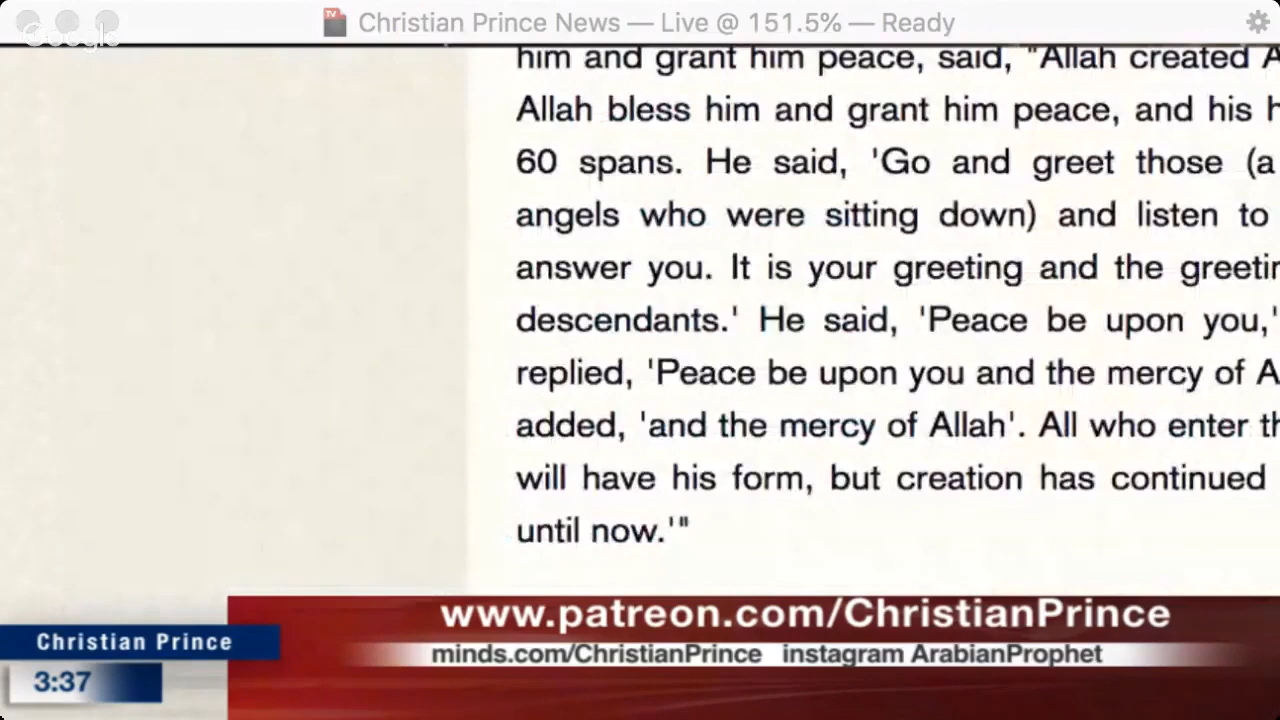 Christian Prince News — Live @ 151.5% — Ready
Google
him and grant him peace, said, "Allah created
Allah bless him and grant him peace, and his
60 spans. He said, 'Go and greet those (a
angels who were sitting down) and listen to
answer you. It is your greeting and the
descendants.' He said, 'Peace be upon you,'
replied, 'Peace be upon you and the mercy of
added, 'and the mercy of Allah'. All who enter
will have his form, but creation has continued
until now.'"
www.patreon.com/ChristianPrince
Christian Prince
minds.com/ChristianPrince instagram ArabianProphet
3:37